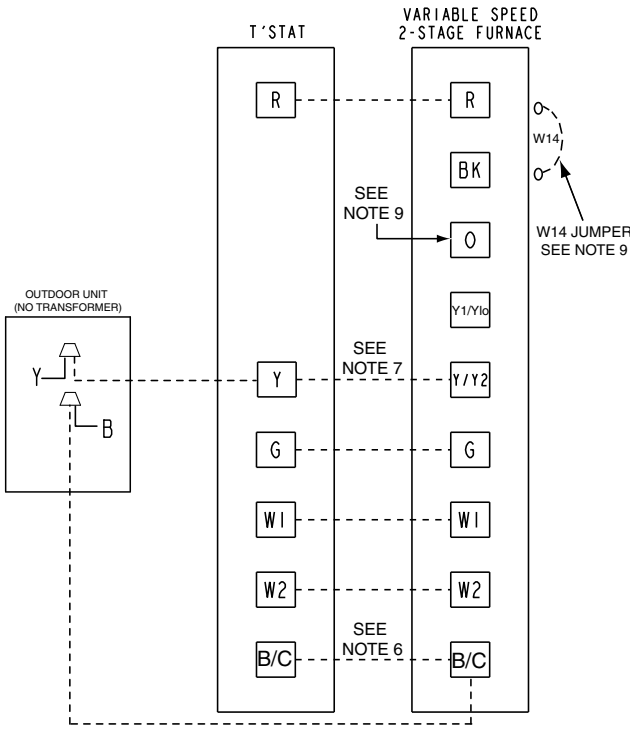 VARIABLE SPEED
T'STAT
2-STAGE FURNACE
R
R
W14
BK
SEE
NOTE 9
O
W14 JUMPER
SEE NOTE 9
OUTDOOR UNIT
(NO TRANSFORMER)
Y1/Ylo
Y
SEE
NOTE 7
Y
Y/Y2
B
G
G
W1
W1
W2
W2
SEE
NOTE 6
B/C
B/C